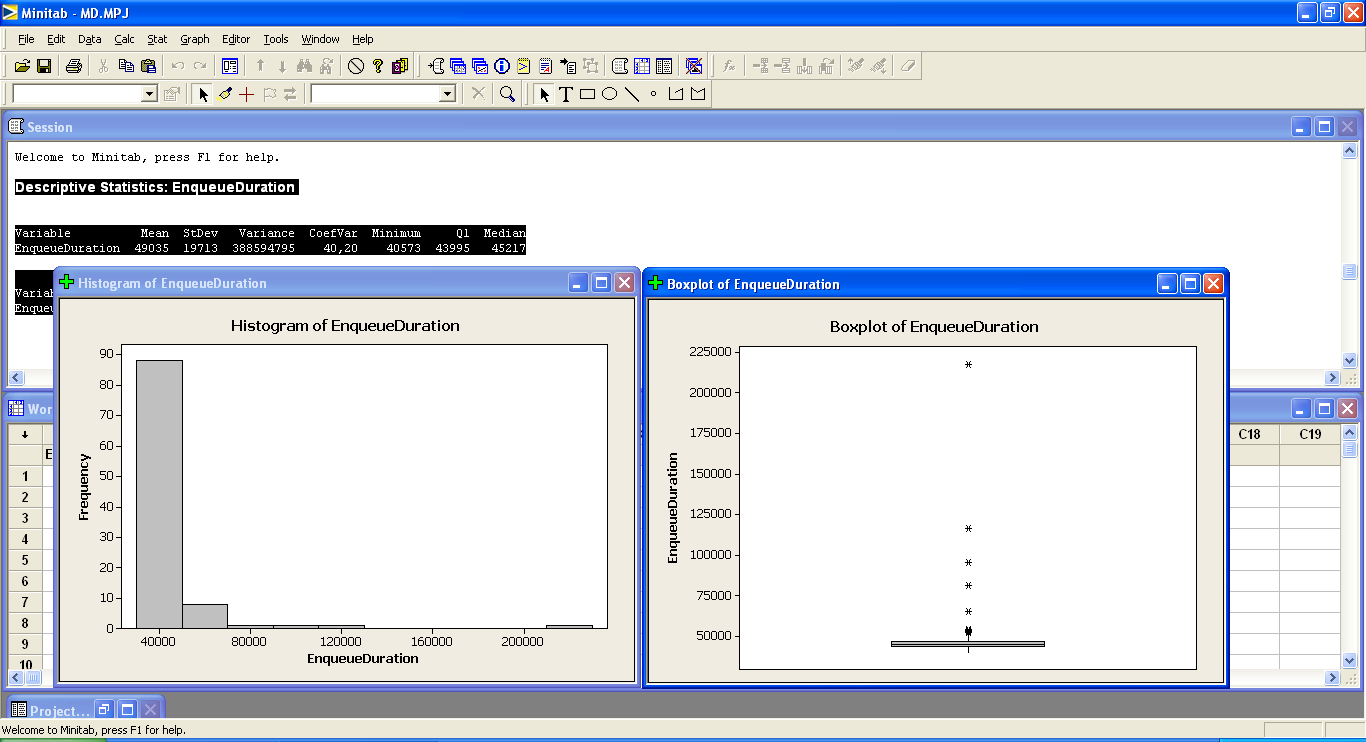 Minitab - MD.MPJ
File Edit Data Calc Stat Graph Editor Tools Window Help
Session
Welcome to Minitab, press F1 for help.
Descriptive Statistics: EnqueueDuration
Variable Mean StDev Variance CoefVar Minimum Q1 Median
EnqueueDuration 49035 19713 388594795 40,20 40573 43995 45217
Variab
Enqueu
Histogram of EnqueueDuration
Histogram of EnqueueDuration
Frequency
90
80
70
60
50
40
30
20
10
0
40000 80000 120000 160000 200000
EnqueueDuration
Boxplot of EnqueueDuration
Boxplot of EnqueueDuration
EnqueueDuration
225000
200000
175000
150000
125000
100000
75000
50000
Wor
C18 C19
E
1
2
3
4
5
6
7
8
9
10
Project...
Welcome to Minitab, press F1 for help.